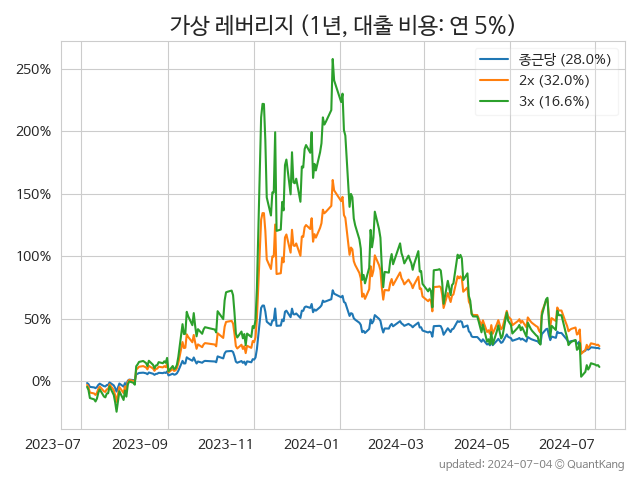 가상 레버리지 (1년, 대출 비용: 연 5%)
종근당 (28.0%)
2x (32.0%)
3x (16.6%)
250%
200%
150%
100%
50%
0%
2023-07
2023-09
2023-11
2024-01
2024-03
2024-05
2024-07
updated: 2024-07-04 © QuantKang